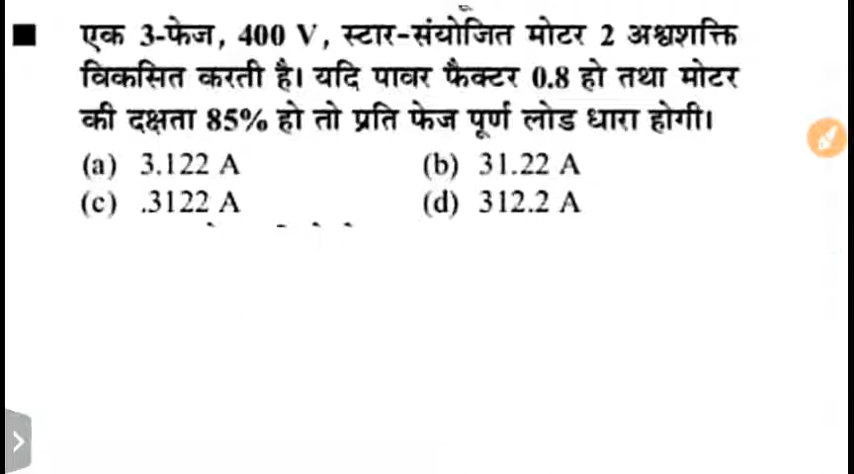 ■ एक 3-फेज, 400 V, स्टार-संयोजित मोटर 2 अश्वशक्ति
विकसित करती है। यदि पावर फैक्टर 0.8 हो तथा मोटर
की दक्षता 85% हो तो प्रति फेज पूर्ण लोड धारा होगी।
(a) 3.122 A (b) 31.22 A
(c) .3122 A (d) 312.2 A